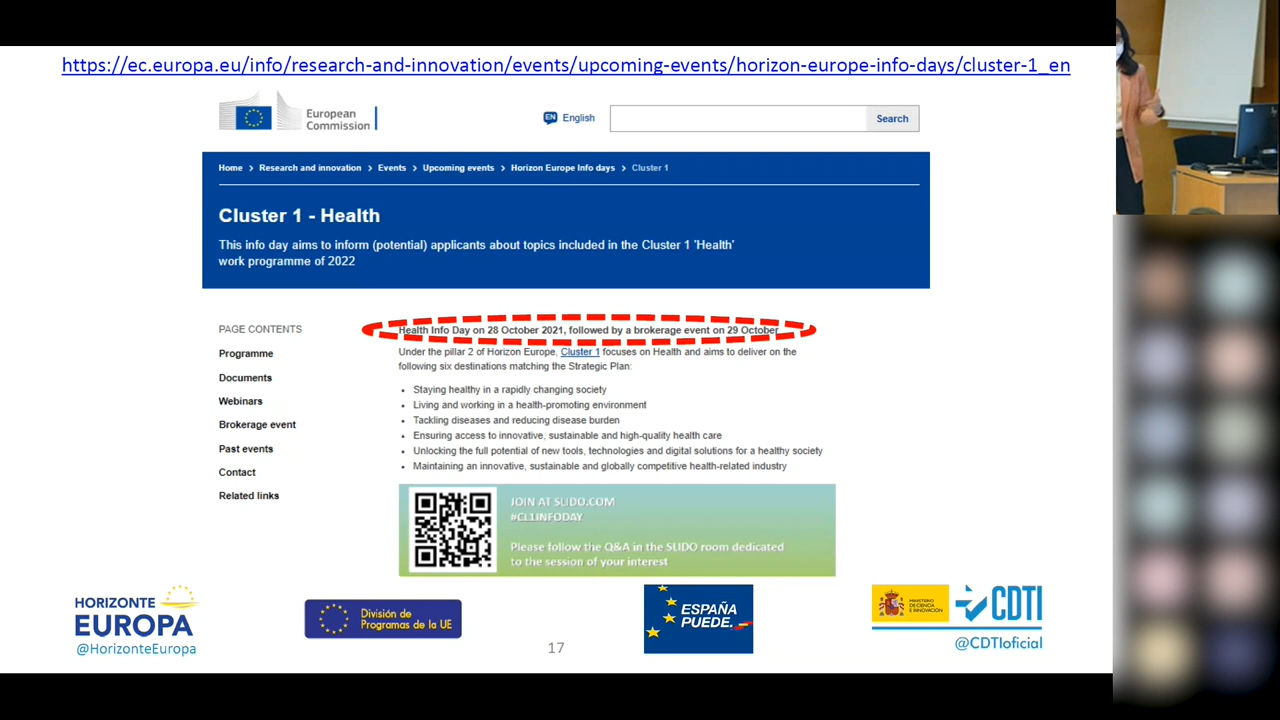 https://ec.europa.eu/info/research-and-innovation/events/upcoming-events/horizon-europe-info-days/cluster-1_en
European
Commission
EN English
Search
Home > Research and innovation > Events > Upcoming events > Horizon Europe Info days > Cluster 1
Cluster 1 - Health
This info day aims to inform (potential) applicants about topics included in the Cluster 1 'Health'
work programme of 2022
PAGE CONTENTS
Programme
Documents
Webinars
Brokerage event
Past events
Contact
Related links
Health Info Day on 28 October 2021, followed by a brokerage event on 29 October
Under the pillar 2 of Horizon Europe, Cluster 1 focuses on Health and aims to deliver on the
following six destinations matching the Strategic Plan:
• Staying healthy in a rapidly changing society
• Living and working in a health-promoting environment
• Tackling diseases and reducing disease burden
• Ensuring access to innovative, sustainable and high-quality health care
• Unlocking the full potential of new tools, technologies and digital solutions for a healthy society
• Maintaining an innovative, sustainable and globally competitive health-related industry
JOIN AT SLIDO.COM
#CL1INFODAY
Please follow the Q&A in the SLIDO room dedicated
to the session of your interest
HORIZONTE
EUROPA
@HorizonteEuropa
División de
Programas de la UE
17
ESPAÑA
PUEDE.
MINISTERIO
DE CIENCIA
E INNOVACIÓN
CDTI
@CDTIoficial